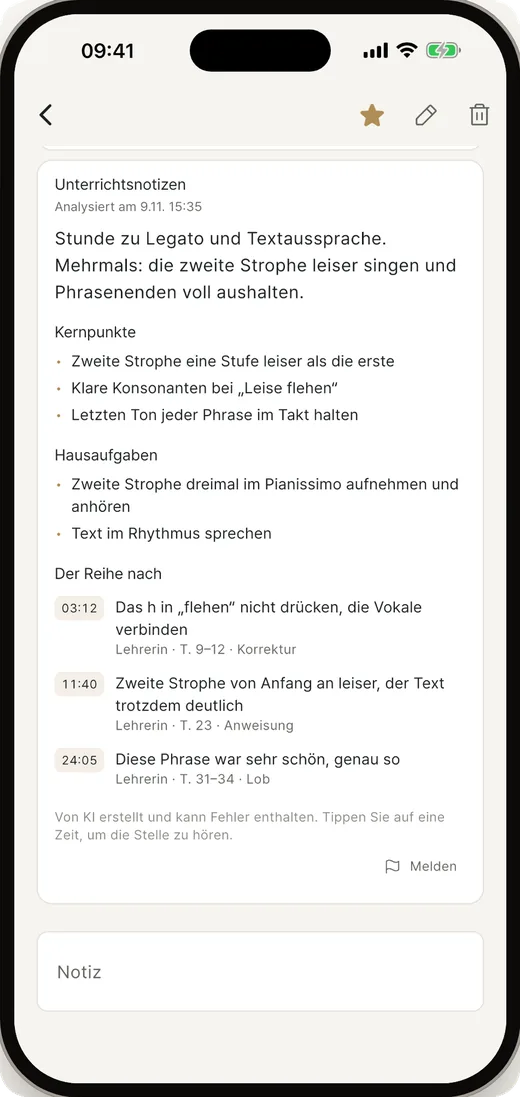 09:41
Unterrichtsnotizen
Analysiert am 9.11. 15:35
Stunde zu Legato und Textaussprache.
Mehrmals: die zweite Strophe leiser singen und
Phrasenenden voll aushalten.
Kernpunkte
• Zweite Strophe eine Stufe leiser als die erste
• Klare Konsonanten bei „Leise flehen“
• Letzten Ton jeder Phrase im Takt halten
Hausaufgaben
• Zweite Strophe dreimal im Pianissimo aufnehmen und
anhören
• Text im Rhythmus sprechen
Der Reihe nach
03:12 Das h in „flehen“ nicht drücken, die Vokale
verbinden
Lehrerin · T. 9–12 · Korrektur
11:40 Zweite Strophe von Anfang an leiser, der Text
trotzdem deutlich
Lehrerin · T. 23 · Anweisung
24:05 Diese Phrase war sehr schön, genau so
Lehrerin · T. 31–34 · Lob
Von KI erstellt und kann Fehler enthalten. Tippen Sie auf eine
Zeit, um die Stelle zu hören.
Melden
Notiz